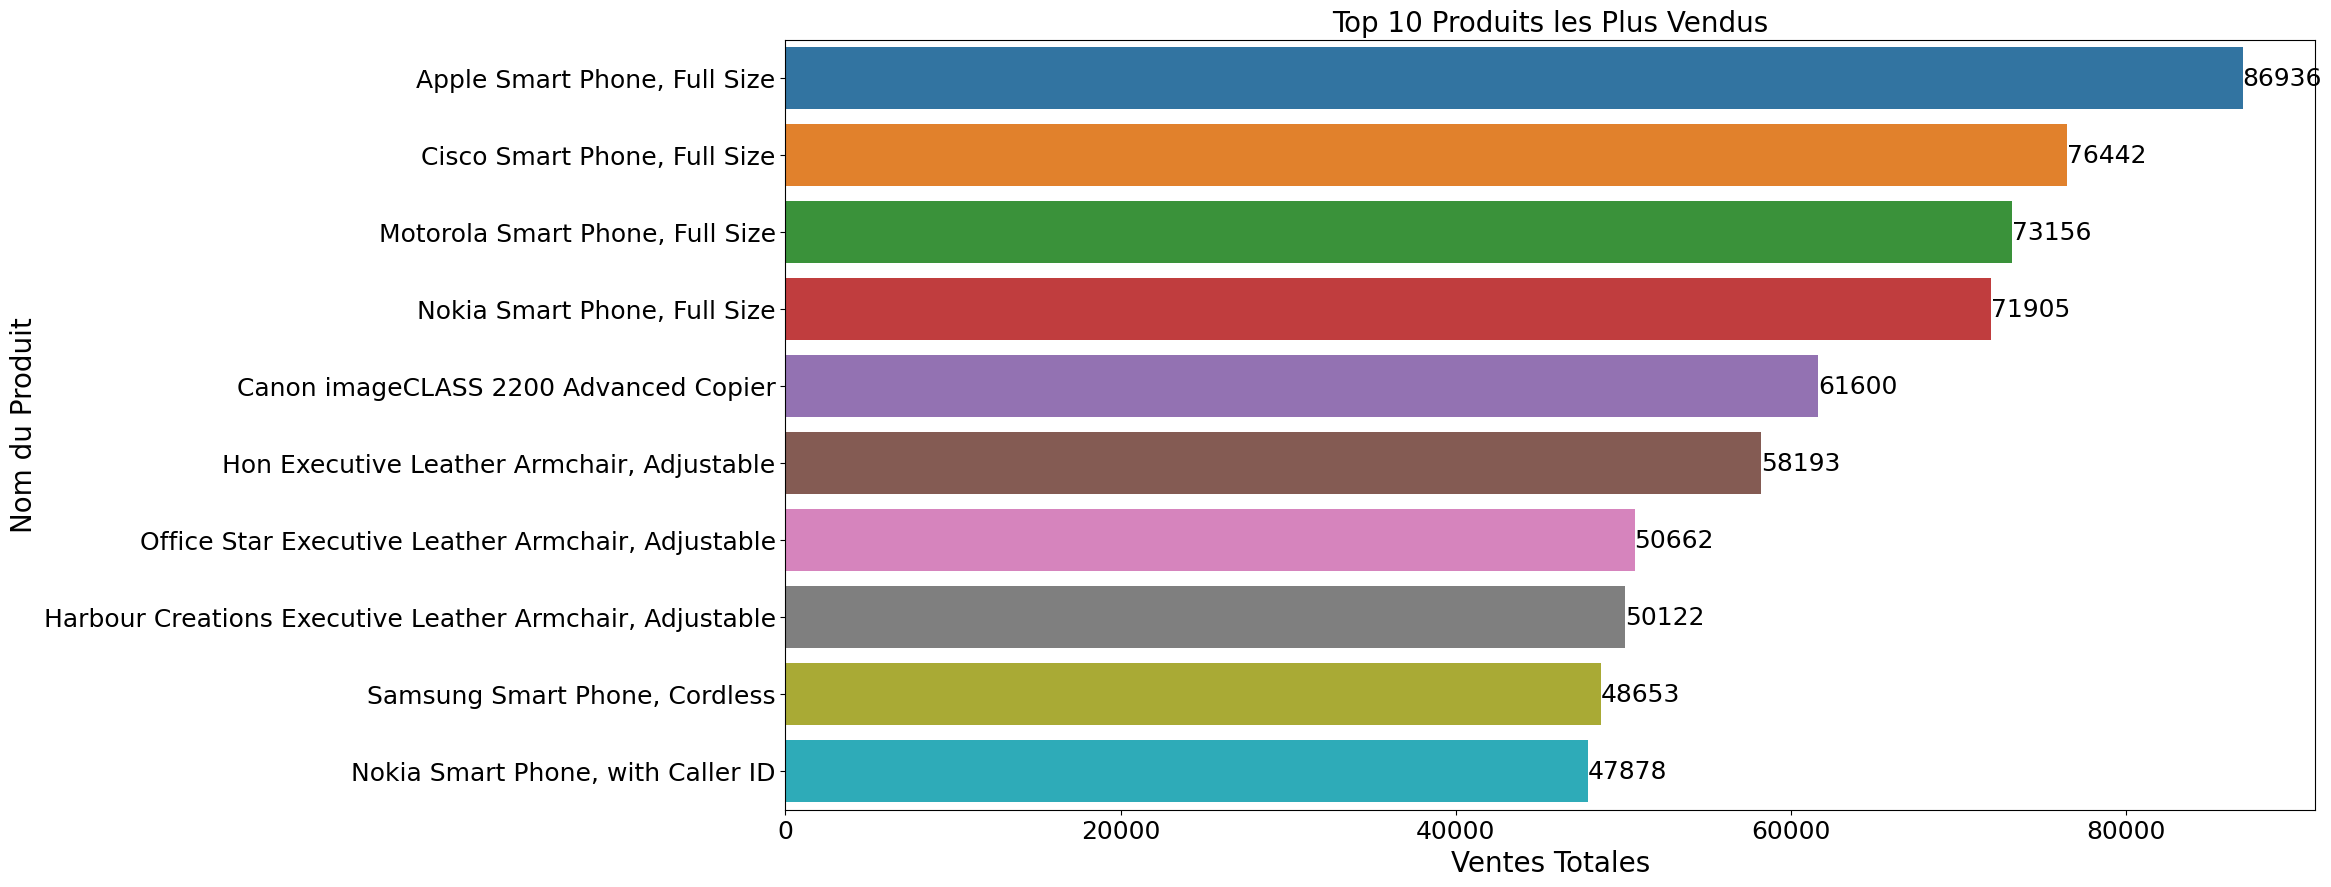 Top 10 Produits les Plus Vendus
Nom du Produit
Apple Smart Phone, Full Size 86936
Cisco Smart Phone, Full Size 76442
Motorola Smart Phone, Full Size 73156
Nokia Smart Phone, Full Size 71905
Canon imageCLASS 2200 Advanced Copier 61600
Hon Executive Leather Armchair, Adjustable 58193
Office Star Executive Leather Armchair, Adjustable 50662
Harbour Creations Executive Leather Armchair, Adjustable 50122
Samsung Smart Phone, Cordless 48653
Nokia Smart Phone, with Caller ID 47878
0 20000 40000 60000 80000
Ventes Totales